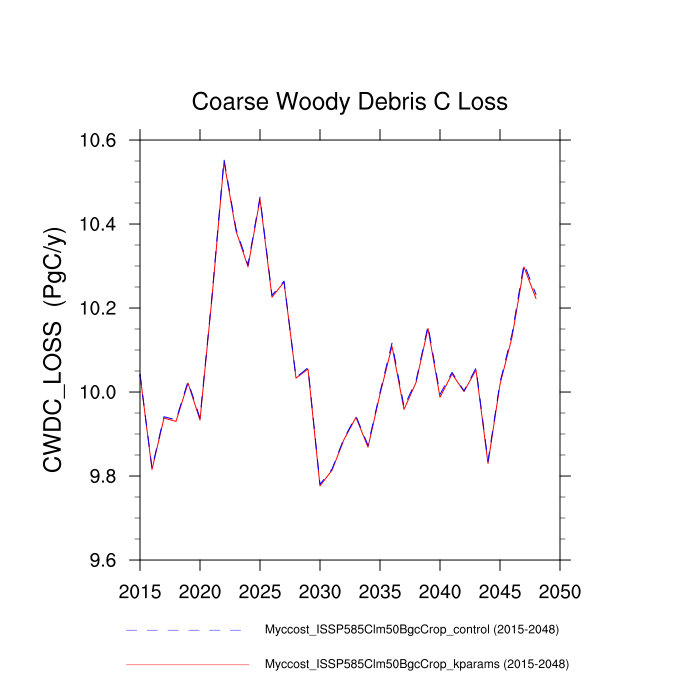 Coarse Woody Debris C Loss
CWDC_LOSS (PgC/y)
10.6
10.4
10.2
10.0
9.8
9.6
2015 2020 2025 2030 2035 2040 2045 2050
Myccost_ISSP585Clm50BgcCrop_control (2015-2048)
Myccost_ISSP585Clm50BgcCrop_kparams (2015-2048)